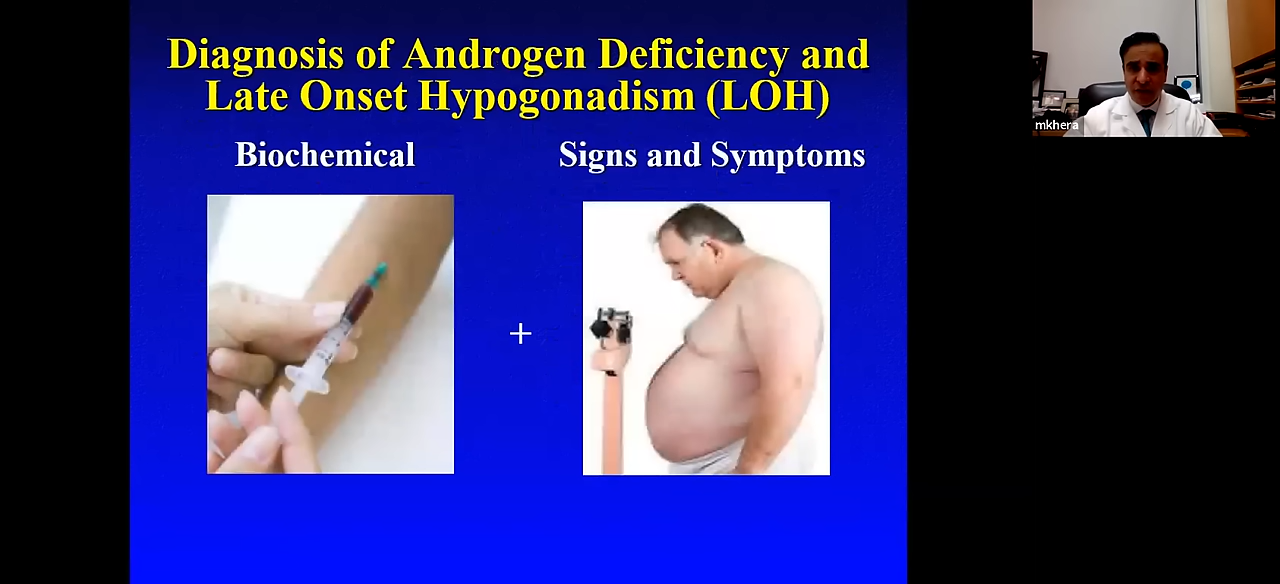 Diagnosis of Androgen Deficiency and
Late Onset Hypogonadism (LOH)
Biochemical
Signs and Symptoms
+
mkhera